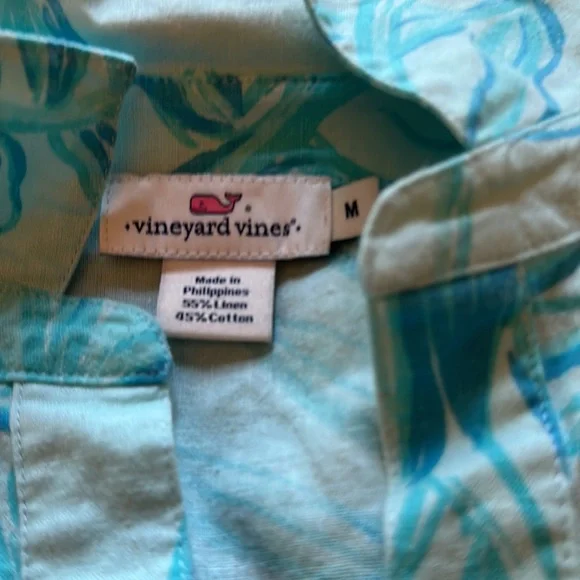 ·vineyard vines®·
M
Made in
Philippines
55% Linen
45% Cotton